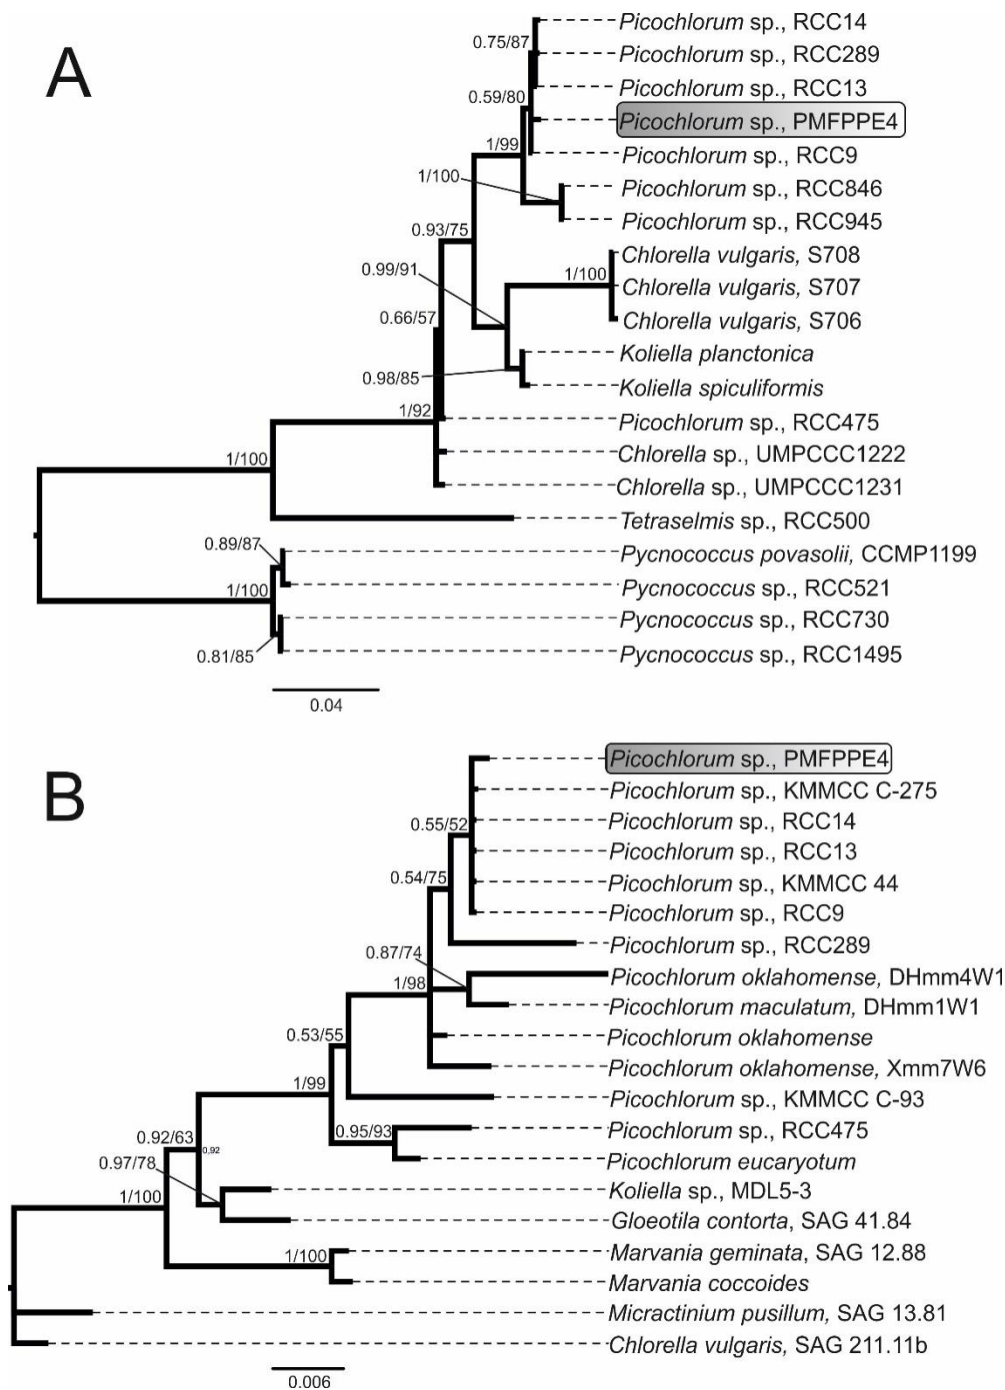 A
Picochlorum sp., RCC14
0.75/87
Picochlorum sp., RCC289
Picochlorum sp., RCC13
0.59/80
Picochlorum sp., PMFPPE4
1/99
Picochlorum sp., RCC9
1/100
Picochlorum sp., RCC846
Picochlorum sp., RCC945
0.93/75
Chlorella vulgaris, S708
0.99/91
1/100
Chlorella vulgaris, S707
0.66/57
Chlorella vulgaris, S706
Koliella planctonica
0.98/85
Koliella spiculiformis
1/92
Picochlorum sp., RCC475
Chlorella sp., UMPCCC1222
1/100
Chlorella sp., UMPCCC1231
Tetraselmis sp., RCC500
0.89/87
Pycnococcus povasolii, CCMP1199
1/100
Pycnococcus sp., RCC521
Pycnococcus sp., RCC730
0.81/85
Pycnococcus sp., RCC1495
0.04
B
Picochlorum sp., PMFPPE4
Picochlorum sp., KMMCC C-275
0.55/52
Picochlorum sp., RCC14
Picochlorum sp., RCC13
0.54/75
Picochlorum sp., KMMCC 44
Picochlorum sp., RCC9
Picochlorum sp., RCC289
0.87/74
Picochlorum oklahomense, DHmm4W1
1/98
Picochlorum maculatum, DHmm1W1
0.53/55
Picochlorum oklahomense
Picochlorum oklahomense, Xmm7W6
1/99
Picochlorum sp., KMMCC C-93
0.92/63
0.95/93
Picochlorum sp., RCC475
0,92
Picochlorum eucaryotum
0.97/78
Koliella sp., MDL5-3
1/100
Gloeotila contorta, SAG 41.84
1/100
Marvania geminata, SAG 12.88
Marvania coccoides
Micractinium pusillum, SAG 13.81
Chlorella vulgaris, SAG 211.11b
0.006